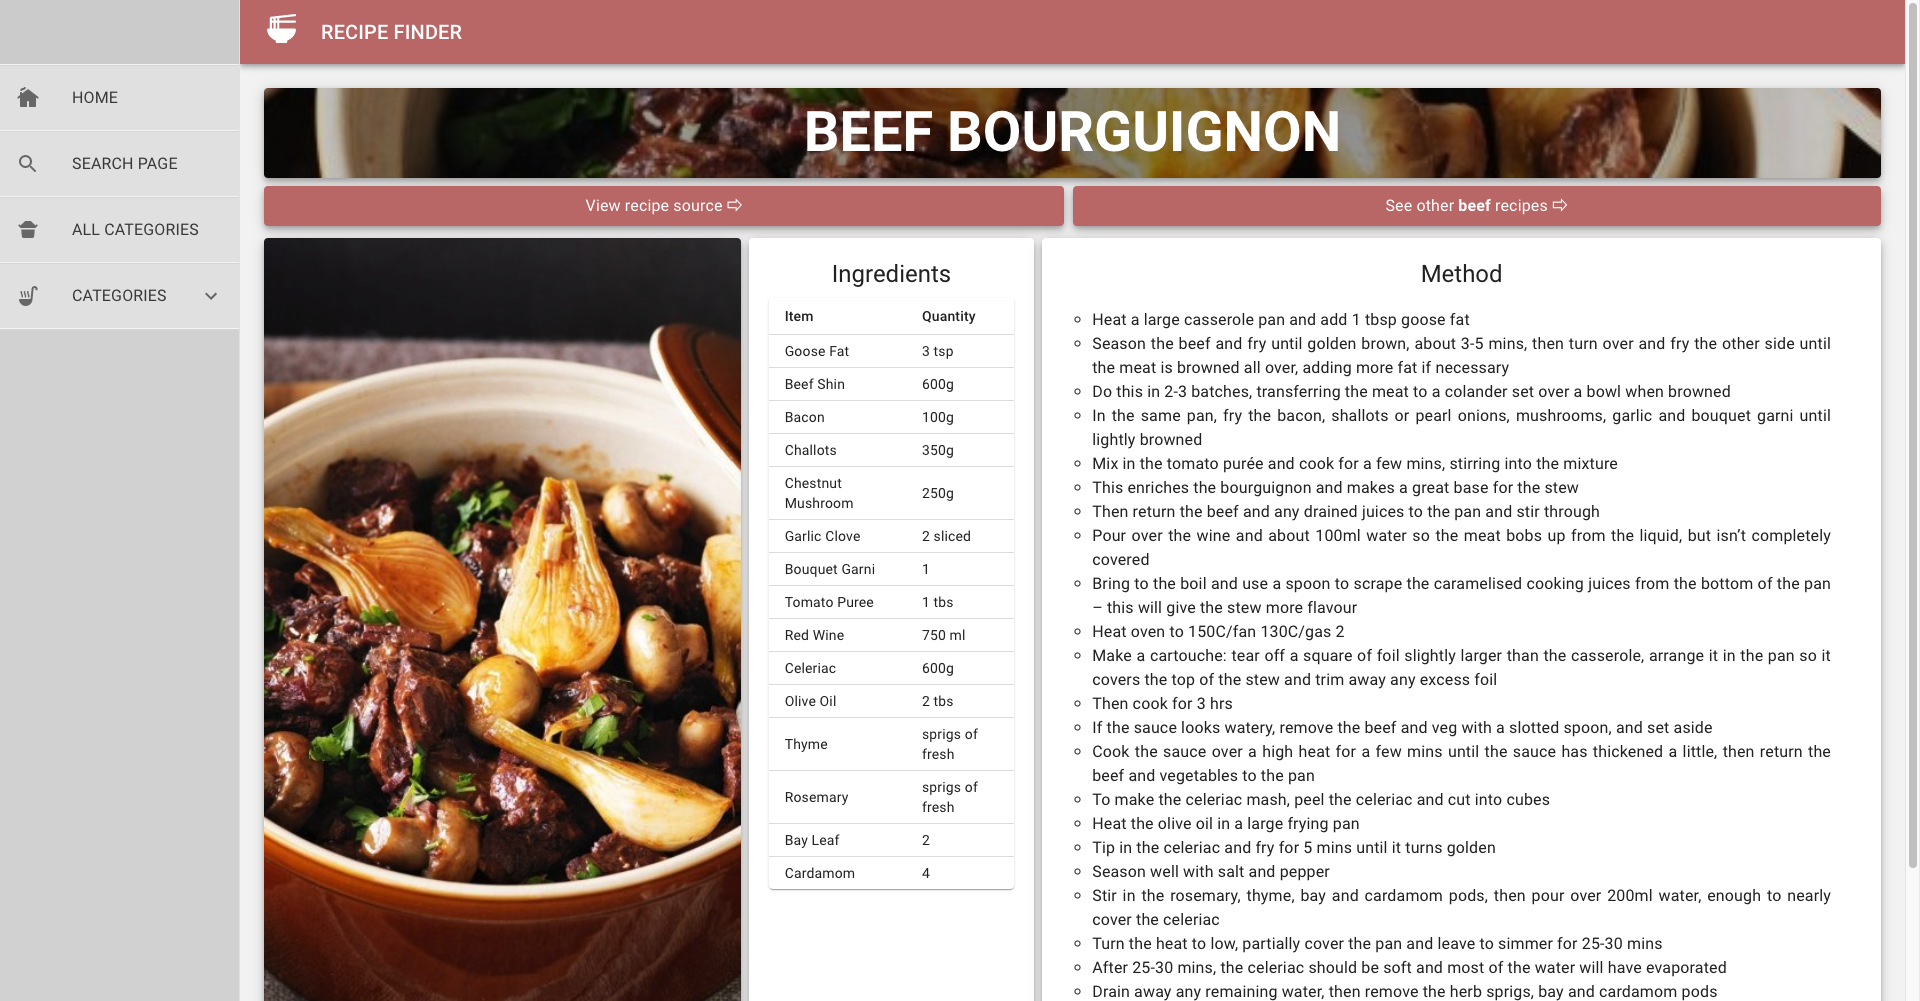 RECIPE FINDER
HOME
SEARCH PAGE
ALL CATEGORIES
CATEGORIES
BEEF BOURGUIGNON
View recipe source ⇨
See other beef recipes ⇨
Ingredients
Item Quantity
Goose Fat 3 tsp
Beef Shin 600g
Bacon 100g
Challots 350g
Chestnut
Mushroom 250g
Garlic Clove 2 sliced
Bouquet Garni 1
Tomato Puree 1 tbs
Red Wine 750 ml
Celeriac 600g
Olive Oil 2 tbs
Thyme sprigs of
fresh
Rosemary sprigs of
fresh
Bay Leaf 2
Cardamom 4
Method
Heat a large casserole pan and add 1 tbsp goose fat
Season the beef and fry until golden brown, about 3-5 mins, then turn over and fry the other side until
the meat is browned all over, adding more fat if necessary
Do this in 2-3 batches, transferring the meat to a colander set over a bowl when browned
In the same pan, fry the bacon, shallots or pearl onions, mushrooms, garlic and bouquet garni until
lightly browned
Mix in the tomato purée and cook for a few mins, stirring into the mixture
This enriches the bourguignon and makes a great base for the stew
Then return the beef and any drained juices to the pan and stir through
Pour over the wine and about 100ml water so the meat bobs up from the liquid, but isn’t completely
covered
Bring to the boil and use a spoon to scrape the caramelised cooking juices from the bottom of the pan
– this will give the stew more flavour
Heat oven to 150C/fan 130C/gas 2
Make a cartouche: tear off a square of foil slightly larger than the casserole, arrange it in the pan so it
covers the top of the stew and trim away any excess foil
Then cook for 3 hrs
If the sauce looks watery, remove the beef and veg with a slotted spoon, and set aside
Cook the sauce over a high heat for a few mins until the sauce has thickened a little, then return the
beef and vegetables to the pan
To make the celeriac mash, peel the celeriac and cut into cubes
Heat the olive oil in a large frying pan
Tip in the celeriac and fry for 5 mins until it turns golden
Season well with salt and pepper
Stir in the rosemary, thyme, bay and cardamom pods, then pour over 200ml water, enough to nearly
cover the celeriac
Turn the heat to low, partially cover the pan and leave to simmer for 25-30 mins
After 25-30 mins, the celeriac should be soft and most of the water will have evaporated
Drain away any remaining water, then remove the herb sprigs, bay and cardamom pods